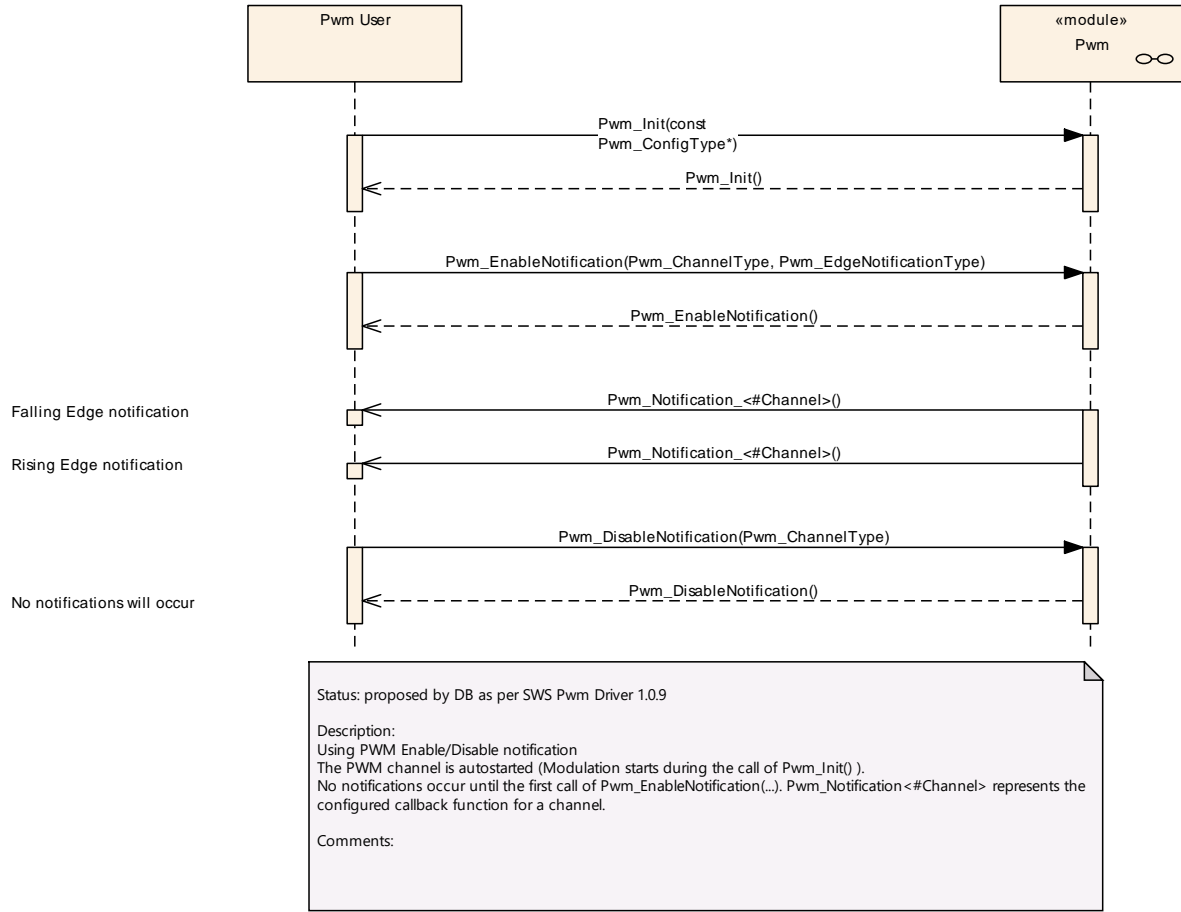 Pwm User
«module»
Pwm
Pwm_Init(const
Pwm_ConfigType*)
Pwm_Init()
Pwm_EnableNotification(Pwm_ChannelType, Pwm_EdgeNotificationType)
Pwm_EnableNotification()
Falling Edge notification
Pwm_Notification_<#Channel>()
Rising Edge notification
Pwm_Notification_<#Channel>()
Pwm_DisableNotification(Pwm_ChannelType)
No notifications will occur
Pwm_DisableNotification()
Status: proposed by DB as per SWS Pwm Driver 1.0.9
Description:
Using PWM Enable/Disable notification
The PWM channel is autostarted (Modulation starts during the call of Pwm_Init() ).
No notifications occur until the first call of Pwm_EnableNotification(...). Pwm_Notification<#Channel> represents the
configured callback function for a channel.
Comments: